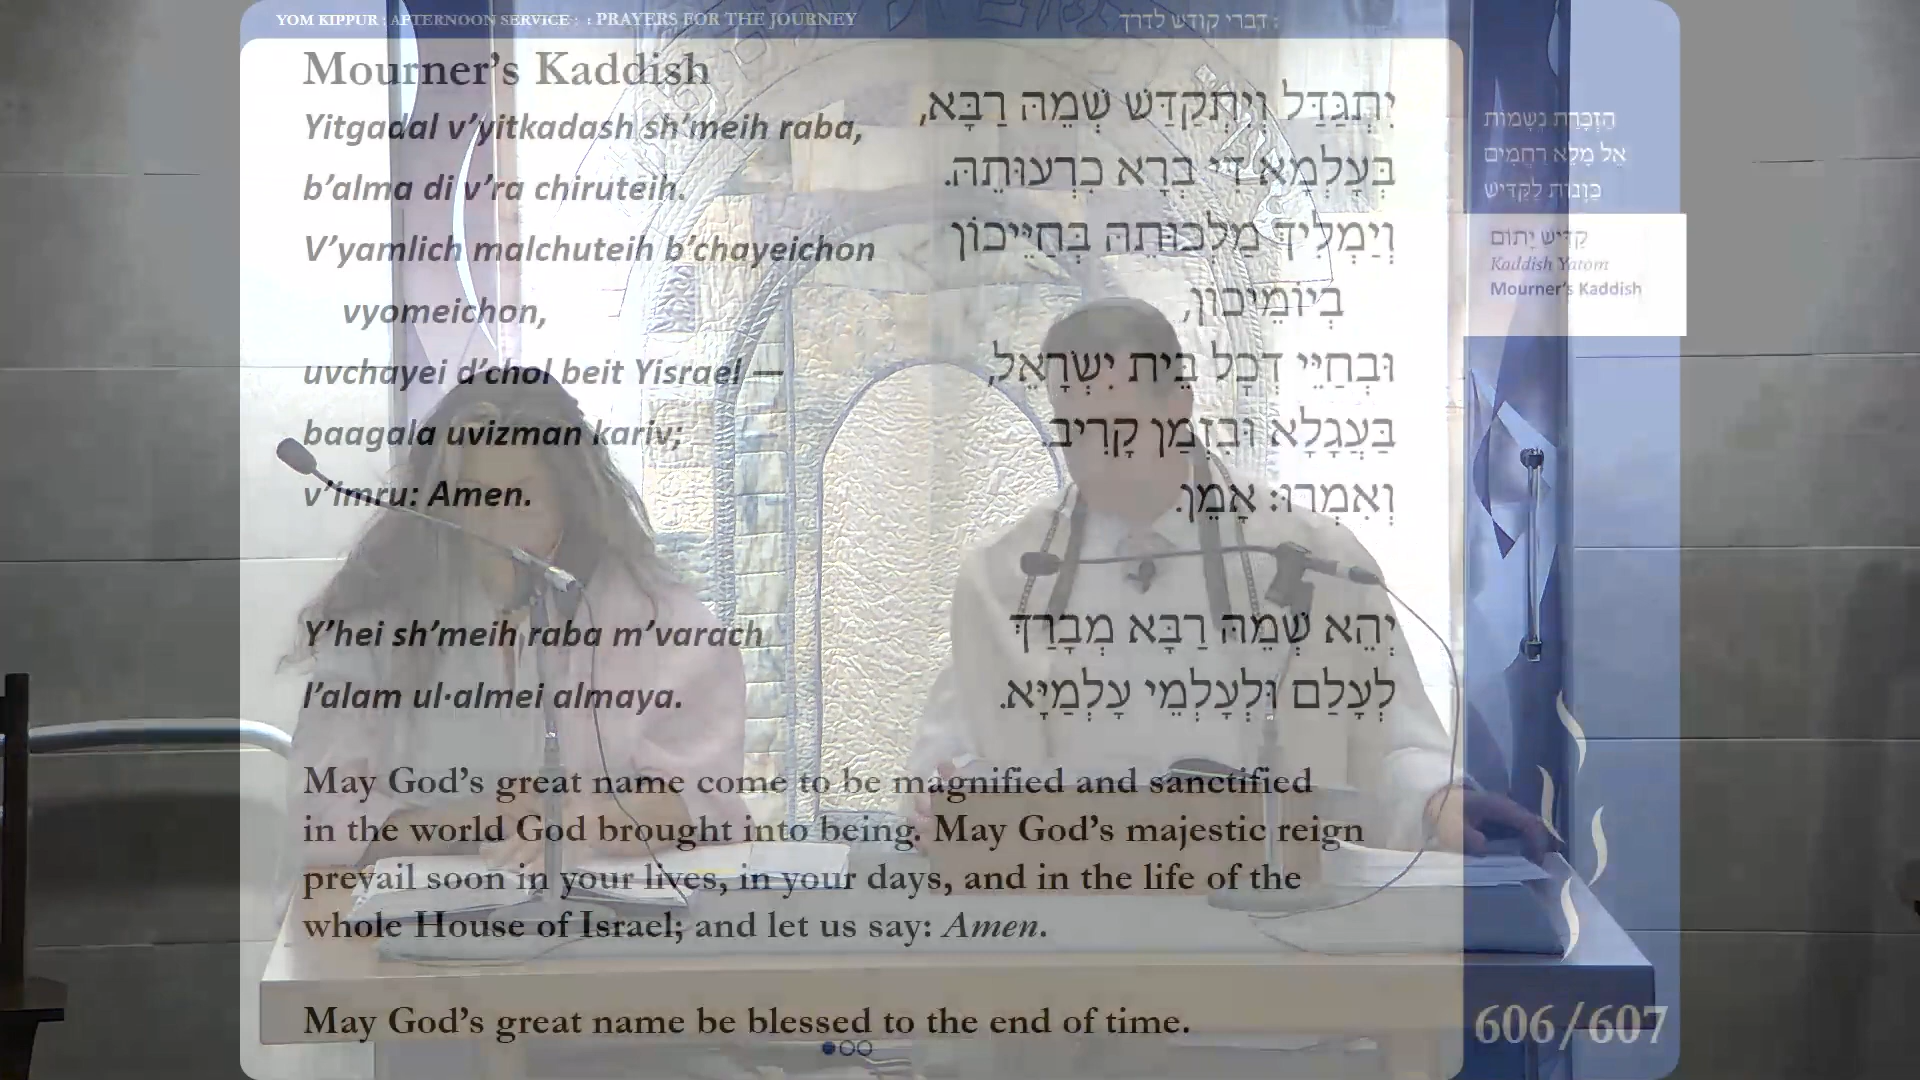 YOM KIPPUR : AFTERNOON SERVICE : : PRAYERS FOR THE JOURNEY
דברי קודש לדרך :
Mourner’s Kaddish
Yitgadal v’yitkadash sh’meih raba,
b’alma di v’ra chiruteih.
V’yamlich malchuteih b’chayeichon
vyomeichon,
uvchayei d’chol beit Yisrael —
baagala uvizman kariv;
v’imru: Amen.
Y’hei sh’meih raba m’varach
l’alam ul·almei almaya.
יִתְגַּדַּל וְיִתְקַדַּשׁ שְׁמֵהּ רַבָּא,
בְּעָלְמָא דִּי בְרָא כִרְעוּתֵהּ.
וְיַמְלִיךְ מַלְכוּתֵהּ בְּחַיֵּיכוֹן
בְיוֹמֵיכוֹן,
וּבְחַיֵּי דְכָל בֵּית יִשְׂרָאֵל,
בַּעֲגָלָא וּבִזְמַן קָרִיב.
וְאִמְרוּ: אָמֵן.
יְהֵא שְׁמֵהּ רַבָּא מְבָרַךְ
לְעָלַם וּלְעָלְמֵי עָלְמַיָּא.
May God’s great name come to be magnified and sanctified
in the world God brought into being. May God’s majestic reign
prevail soon in your lives, in your days, and in the life of the
whole House of Israel; and let us say: Amen.
May God’s great name be blessed to the end of time.
הַזְכָּרַת נְשָׁמוֹת
אֵל מָלֵא רַחֲמִים
כַּוָּנוֹת לַקַּדִּישׁ
קַדִּישׁ יָתוֹם
Kaddish Yatom
Mourner’s Kaddish
606/607